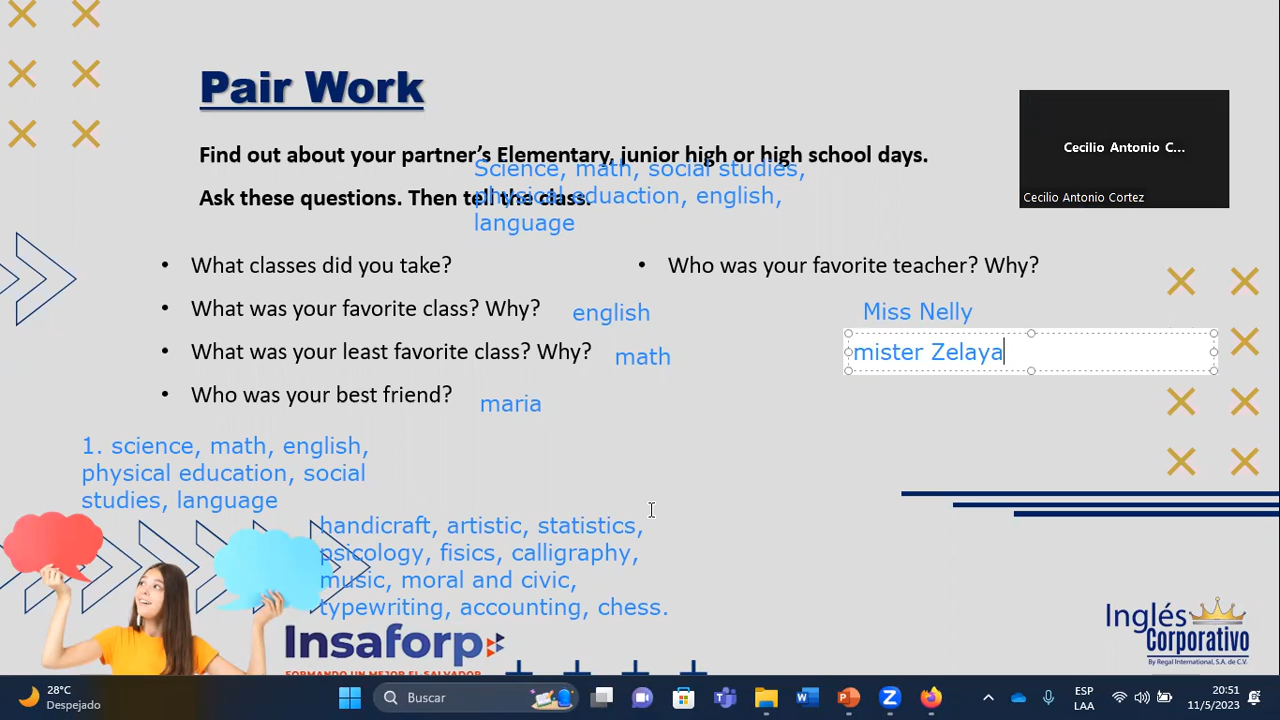 Pair Work
Find out about your partner's Elementary, junior high or high school days.
Science, math, social studies,
Ask these questions. Then tell the class.
physical eduaction, english,
language
• What classes did you take?
• What was your favorite class? Why?
english
• What was your least favorite class? Why?
math
• Who was your best friend?
maria
• Who was your favorite teacher? Why?
Miss Nelly
mister Zelaya
Cecilio Antonio C...
Cecilio Antonio Cortez
1. science, math, english,
physical education, social
studies, language
handicraft, artistic, statistics,
psicology, fisics, calligraphy,
music, moral and civic,
typewriting, accounting, chess.
Insaforp
FORMANDO UN MEJOR EL SALVADOR
Inglés
Corporativo
By Regal International, S.A. de C.V.
28°C
Despejado
Buscar
ESP
LAA
20:51
11/5/2023